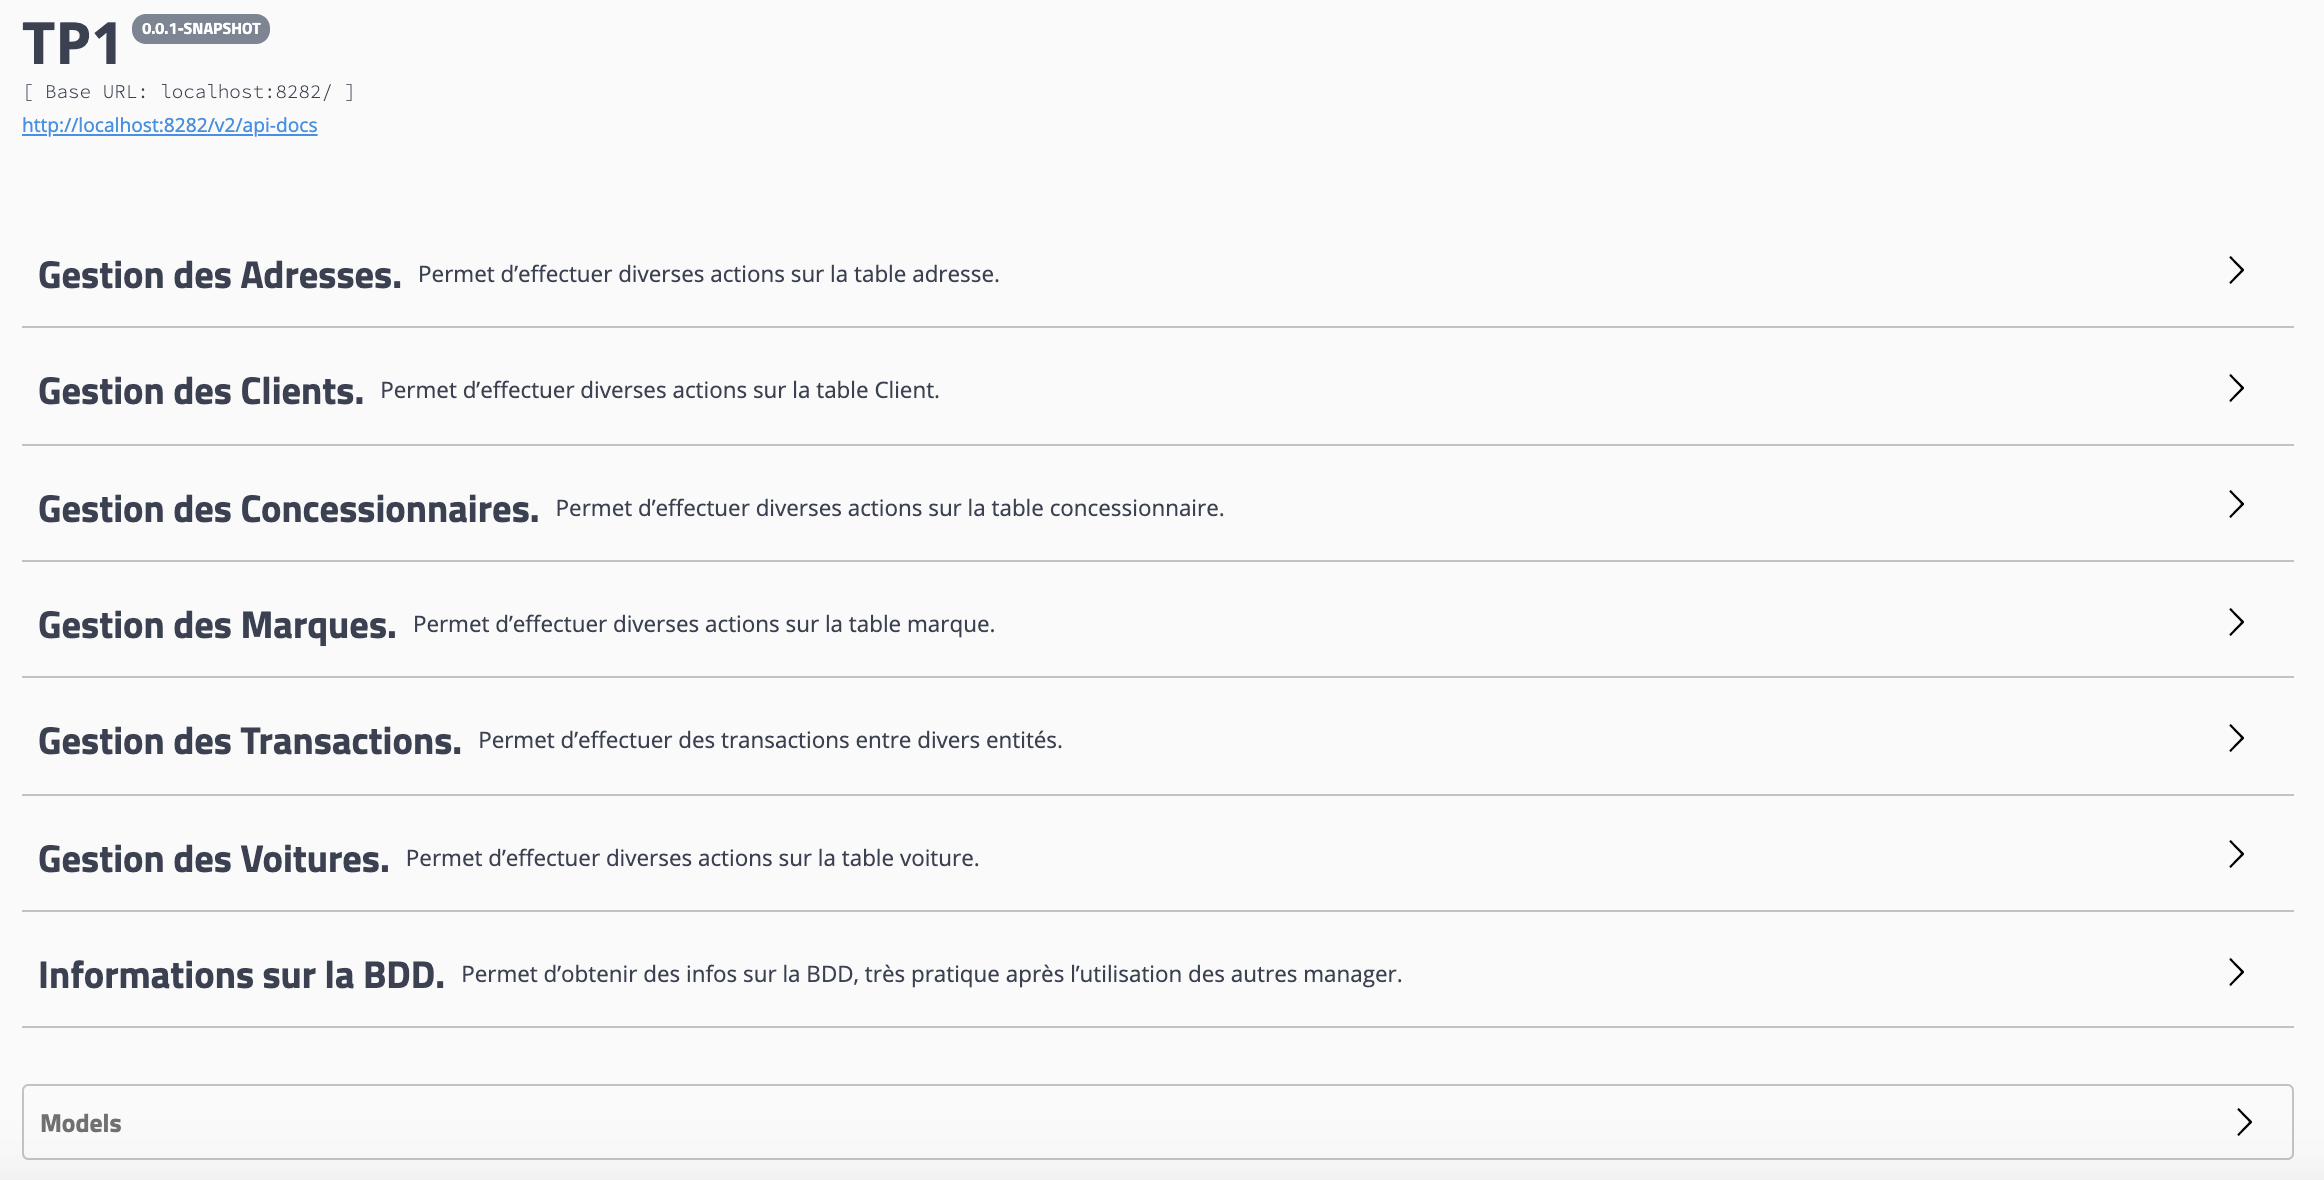 TP1 0.0.1-SNAPSHOT
[ Base URL: localhost:8282/ ]
http://localhost:8282/v2/api-docs
Gestion des Adresses. Permet d’effectuer diverses actions sur la table adresse.
Gestion des Clients. Permet d’effectuer diverses actions sur la table Client.
Gestion des Concessionnaires. Permet d’effectuer diverses actions sur la table concessionnaire.
Gestion des Marques. Permet d’effectuer diverses actions sur la table marque.
Gestion des Transactions. Permet d’effectuer des transactions entre divers entités.
Gestion des Voitures. Permet d’effectuer diverses actions sur la table voiture.
Informations sur la BDD. Permet d’obtenir des infos sur la BDD, très pratique après l’utilisation des autres manager.
Models